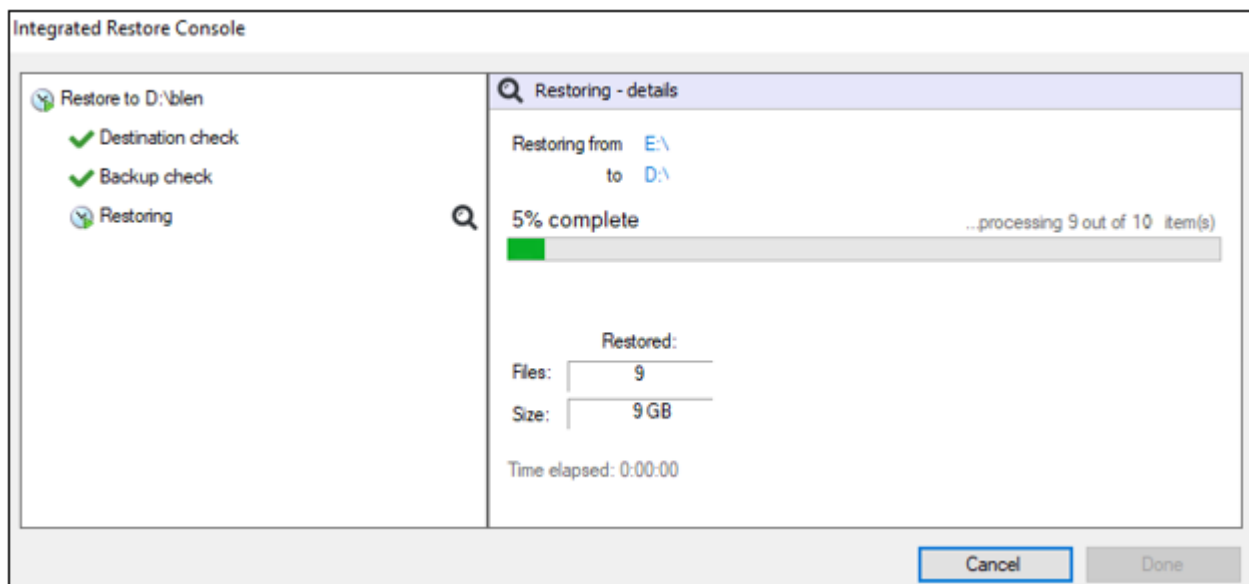 Integrated Restore Console
Restore to D:\blen
Destination check
Backup check
Restoring
Restoring - details
Restoring from E:\
to D:\
5% complete ...processing 9 out of 10 item(s)
Restored:
Files: 9
Size: 9 GB
Time elapsed: 0:00:00
Cancel Done